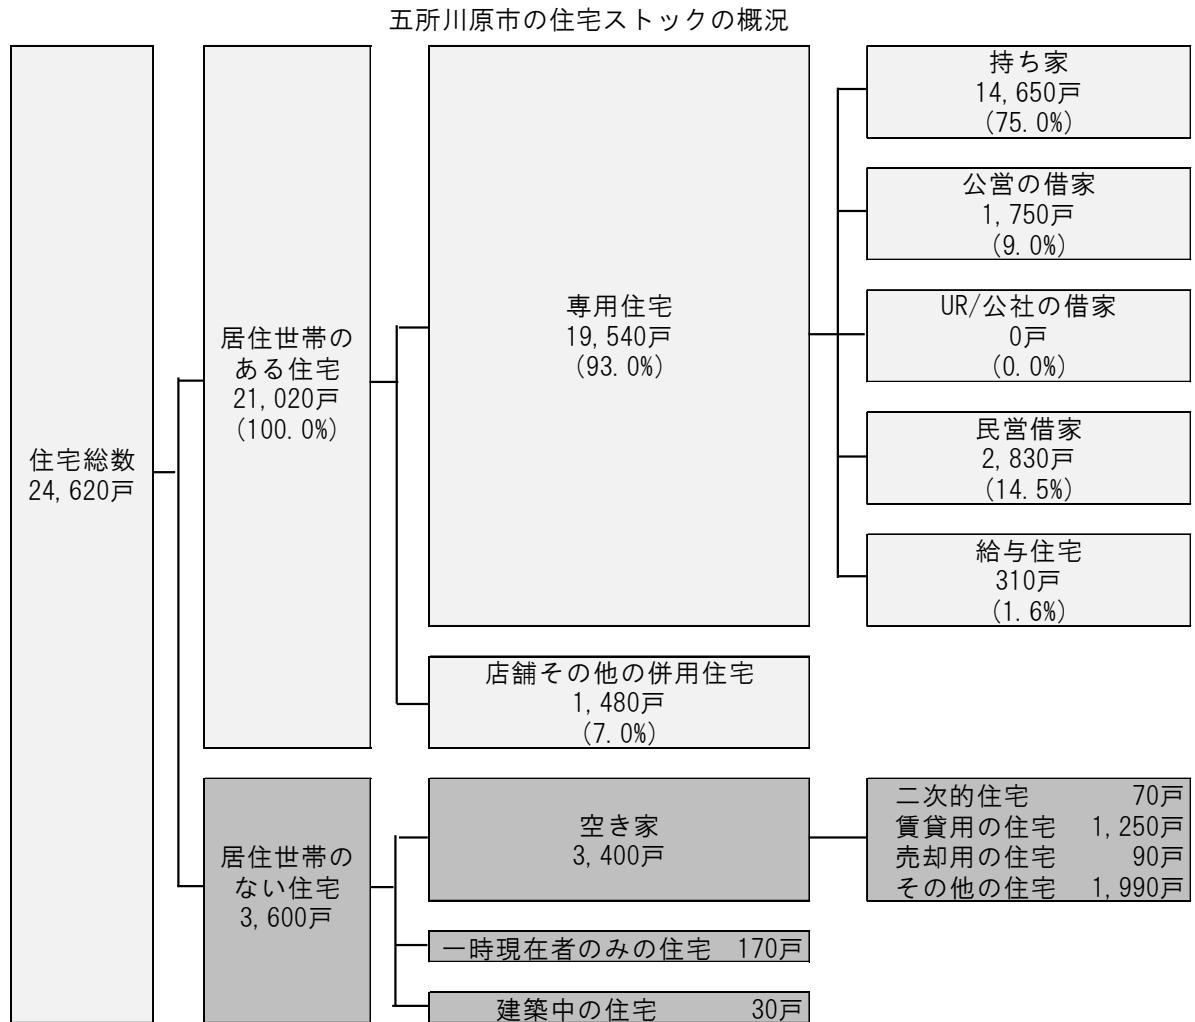 五所川原市の住宅ストックの概況
住宅総数
24,620戸
居住世帯の
ある住宅
21,020戸
(100.0%)
専用住宅
19,540戸
(93.0%)
持ち家
14,650戸
(75.0%)
公営の借家
1,750戸
(9.0%)
UR/公社の借家
0戸
(0.0%)
民営借家
2,830戸
(14.5%)
給与住宅
310戸
(1.6%)
店舗その他の併用住宅
1,480戸
(7.0%)
居住世帯の
ない住宅
3,600戸
空き家
3,400戸
二次的住宅 70戸
賃貸用の住宅 1,250戸
売却用の住宅 90戸
その他の住宅 1,990戸
一時現在者のみの住宅 170戸
建築中の住宅 30戸